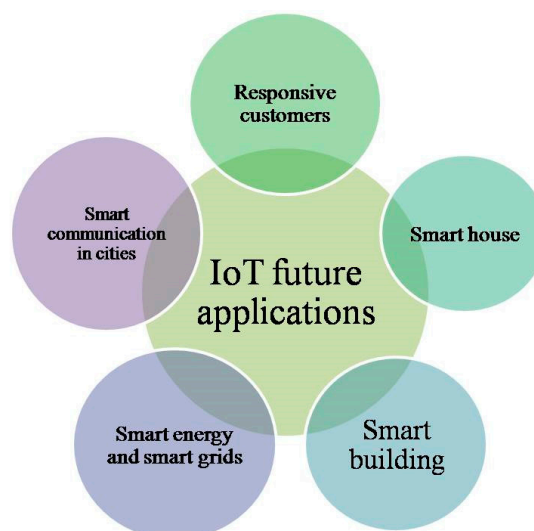 Responsive
customers
Smart
communication
in cities
Smart house
IoT future
applications
Smart energy
and smart grids
Smart
building